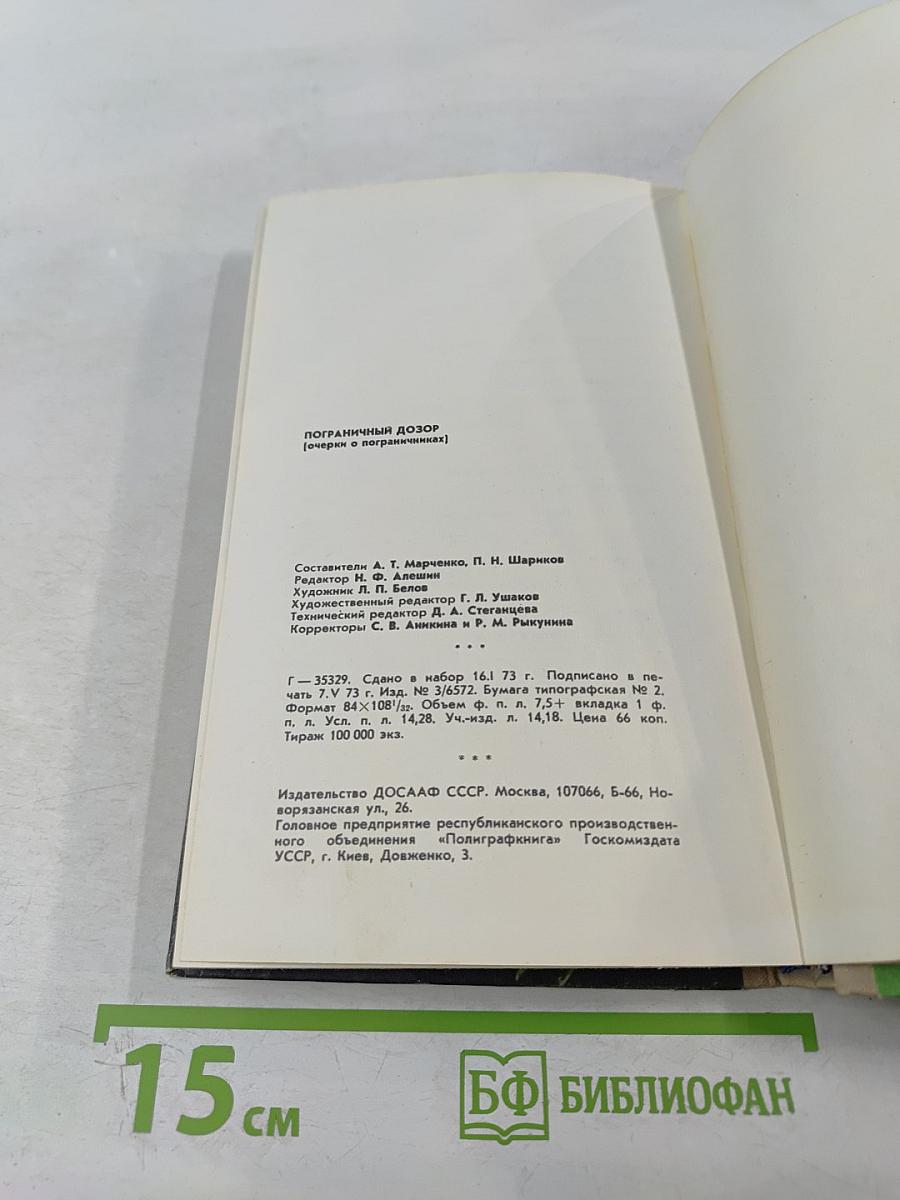 ПОГРАНИЧНЫЙ ДОЗОР
(очерки о пограничниках)
Составители А. Т. Марченко, П. Н. Шариков
Редактор Н. Ф. Алешин
Художник Л. П. Белов
Художественный редактор Г. Л. Ушаков
Технический редактор Д. А. Стеганцева
Корректоры С. В. Аникина и Р. М. Рыкунина
* * *
Г — 35329. Сдано в набор 16.I 73 г. Подписано в пе-
чать 7.V 73 г. Изд. № 3/6572. Бумага типографская № 2.
Формат 84×108¹/₃₂. Объем ф. п. л. 7,5+ вкладка 1 ф.
п. л. Усл. п. л. 14,28. Уч.-изд. л. 14,18. Цена 66 коп.
Тираж 100 000 экз.
* * *
Издательство ДОСААФ СССР. Москва, 107066, Б-66, Но-
ворязанская ул., 26.
Головное предприятие республиканского производствен-
ного объединения «Полиграфкнига» Госкомиздата
УССР, г. Киев, Довженко, 3.
15 см
БФ БИБЛИОФАН